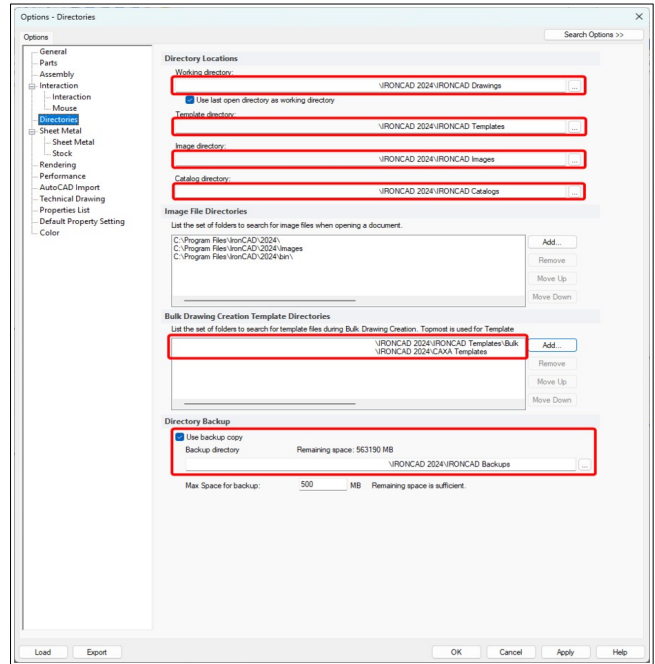 Options - Directories
Options
Search Options >>
General
Parts
Assembly
Interaction
Interaction
Mouse
Directories
Sheet Metal
Sheet Metal
Stock
Rendering
Performance
AutoCAD Import
Technical Drawing
Properties List
Default Property Setting
Color
Directory Locations
Working directory:
\IRONCAD 2024\IRONCAD Drawings ...
Use last open directory as working directory
Template directory:
\IRONCAD 2024\IRONCAD Templates ...
Image directory:
\IRONCAD 2024\IRONCAD Images ...
Catalog directory:
\IRONCAD 2024\IRONCAD Catalogs ...
Image File Directories
List the set of folders to search for image files when opening a document.
C:\Program Files\IronCAD\2024\
C:\Program Files\IronCAD\2024\Images
C:\Program Files\IronCAD\2024\bin\
Add...
Remove
Move Up
Move Down
Bulk Drawing Creation Template Directories
List the set of folders to search for template files during Bulk Drawing Creation. Topmost is used for Template
\IRONCAD 2024\IRONCAD Templates\Bulk
\IRONCAD 2024\CAXA Templates
Add...
Remove
Move Up
Move Down
Directory Backup
Use backup copy
Backup directory Remaining space: 563190 MB
\IRONCAD 2024\IRONCAD Backups ...
Max Space for backup: 500 MB Remaining space is sufficient.
Load Export OK Cancel Apply Help